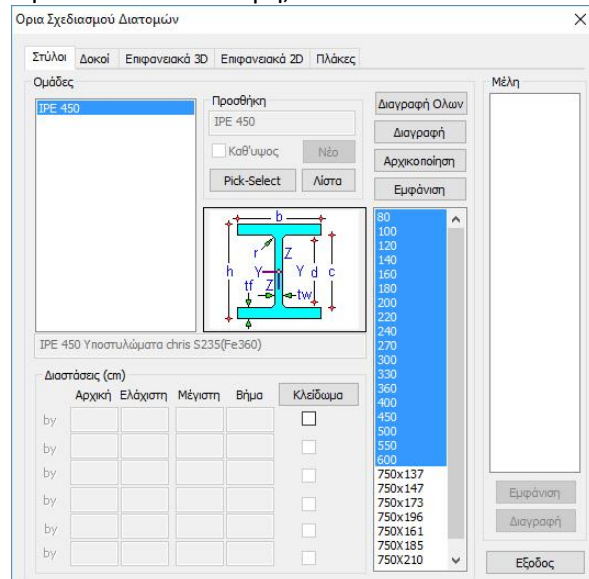 Ορια Σχεδιασμού Διατομών
Στύλοι Δοκοί Επιφανειακά 3D Επιφανειακά 2D Πλάκες
Ομάδες
IPE 450
Προσθήκη
IPE 450
Καθ'υψος Νέο
Pick-Select Λίστα
Διαγραφή Ολων
Διαγραφή
Αρχικοποίηση
Εμφάνιση
Μέλη
b
r Z
h Y Y d c
tf Z tw
IPE 450 Υποστυλώματα chris S235(Fe360)
80
100
120
140
160
180
200
220
240
270
300
330
360
400
450
500
550
600
750x137
750x147
750x173
750x196
750X161
750X185
750X210
Διαστάσεις (cm)
Αρχική Ελάχιστη Μέγιστη Βήμα Κλείδωμα
by
by
by
by
by
by
Εμφάνιση
Διαγραφή
Εξοδος